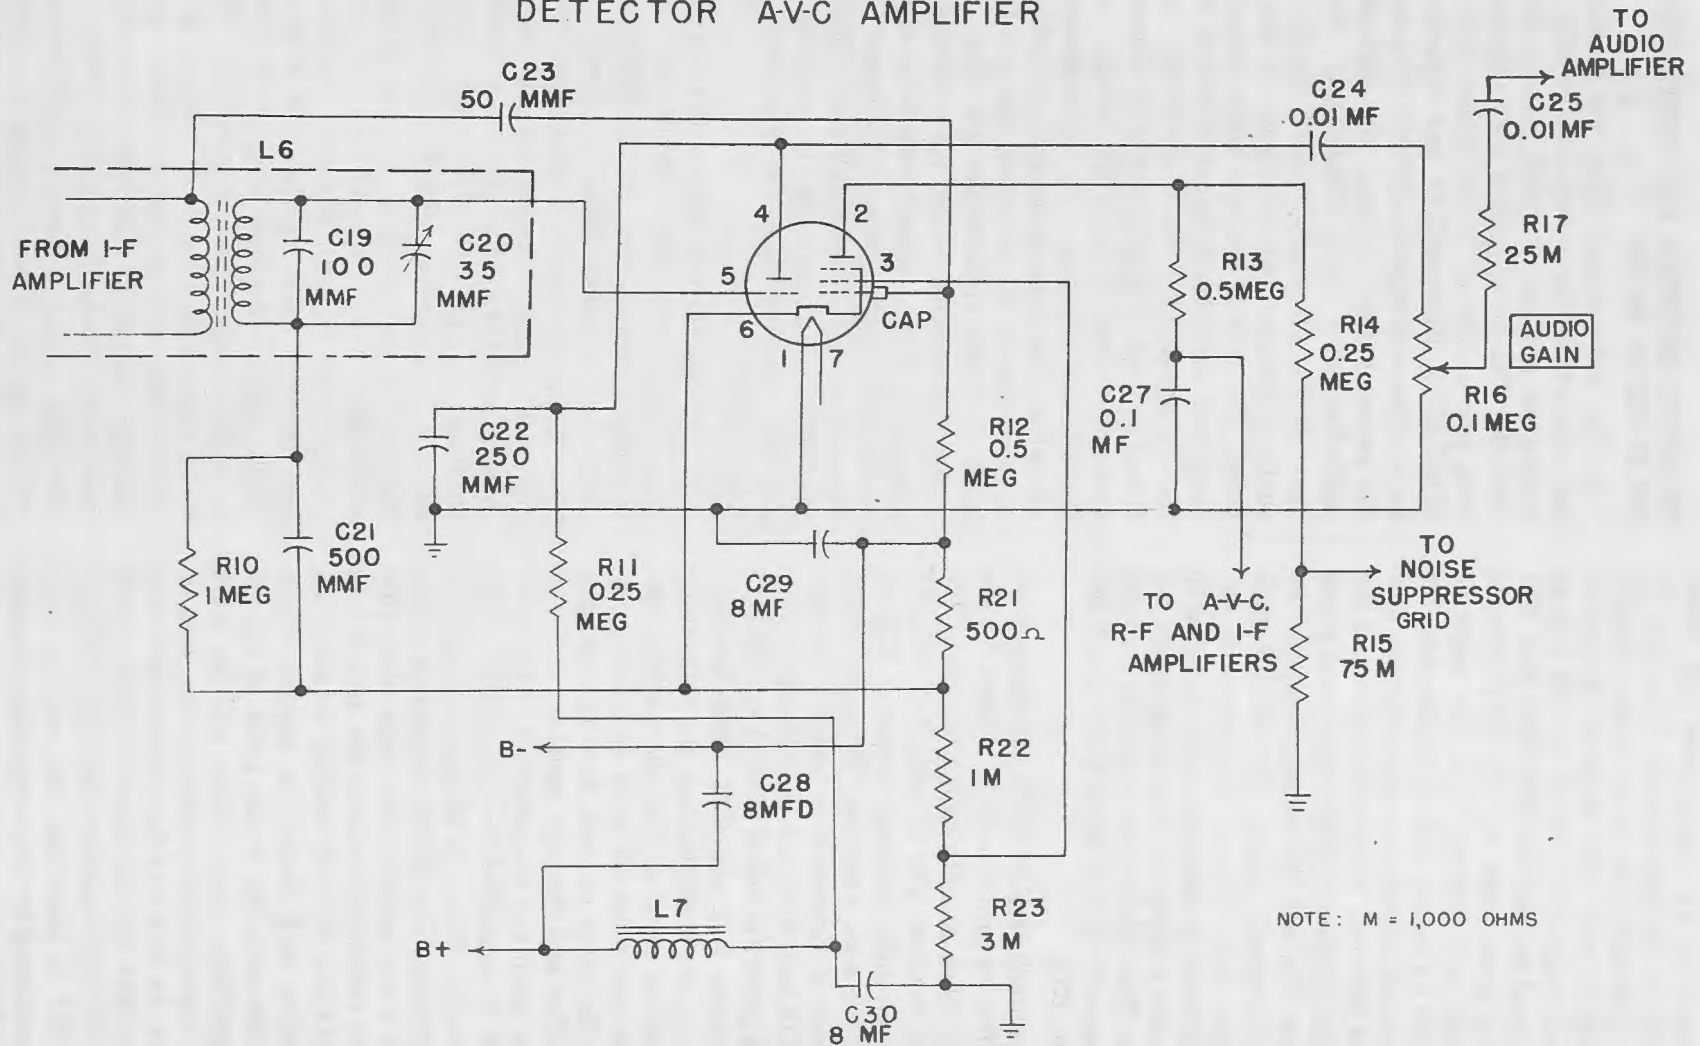 DETECTOR A-V-C AMPLIFIER
TO
AUDIO
AMPLIFIER
C23
50 MMF
C24
0.01 MF
C25
0.01 MF
L6
FROM I-F
AMPLIFIER
C19
100
MMF
C20
35
MMF
4
2
5
3
6
CAP
1
7
R13
0.5MEG
R17
25M
R14
0.25
MEG
AUDIO
GAIN
R16
0.1 MEG
C27
0.1
MF
C22
250
MMF
R12
0.5
MEG
R10
1 MEG
C21
500
MMF
R11
0.25
MEG
C29
8 MF
R21
500Ω
TO A-V-C.
R-F AND I-F
AMPLIFIERS
TO
NOISE
SUPPRESSOR
GRID
R15
75 M
B-
C28
8MFD
R22
1M
B+
L7
R23
3M
C30
8 MF
NOTE: M = 1,000 OHMS